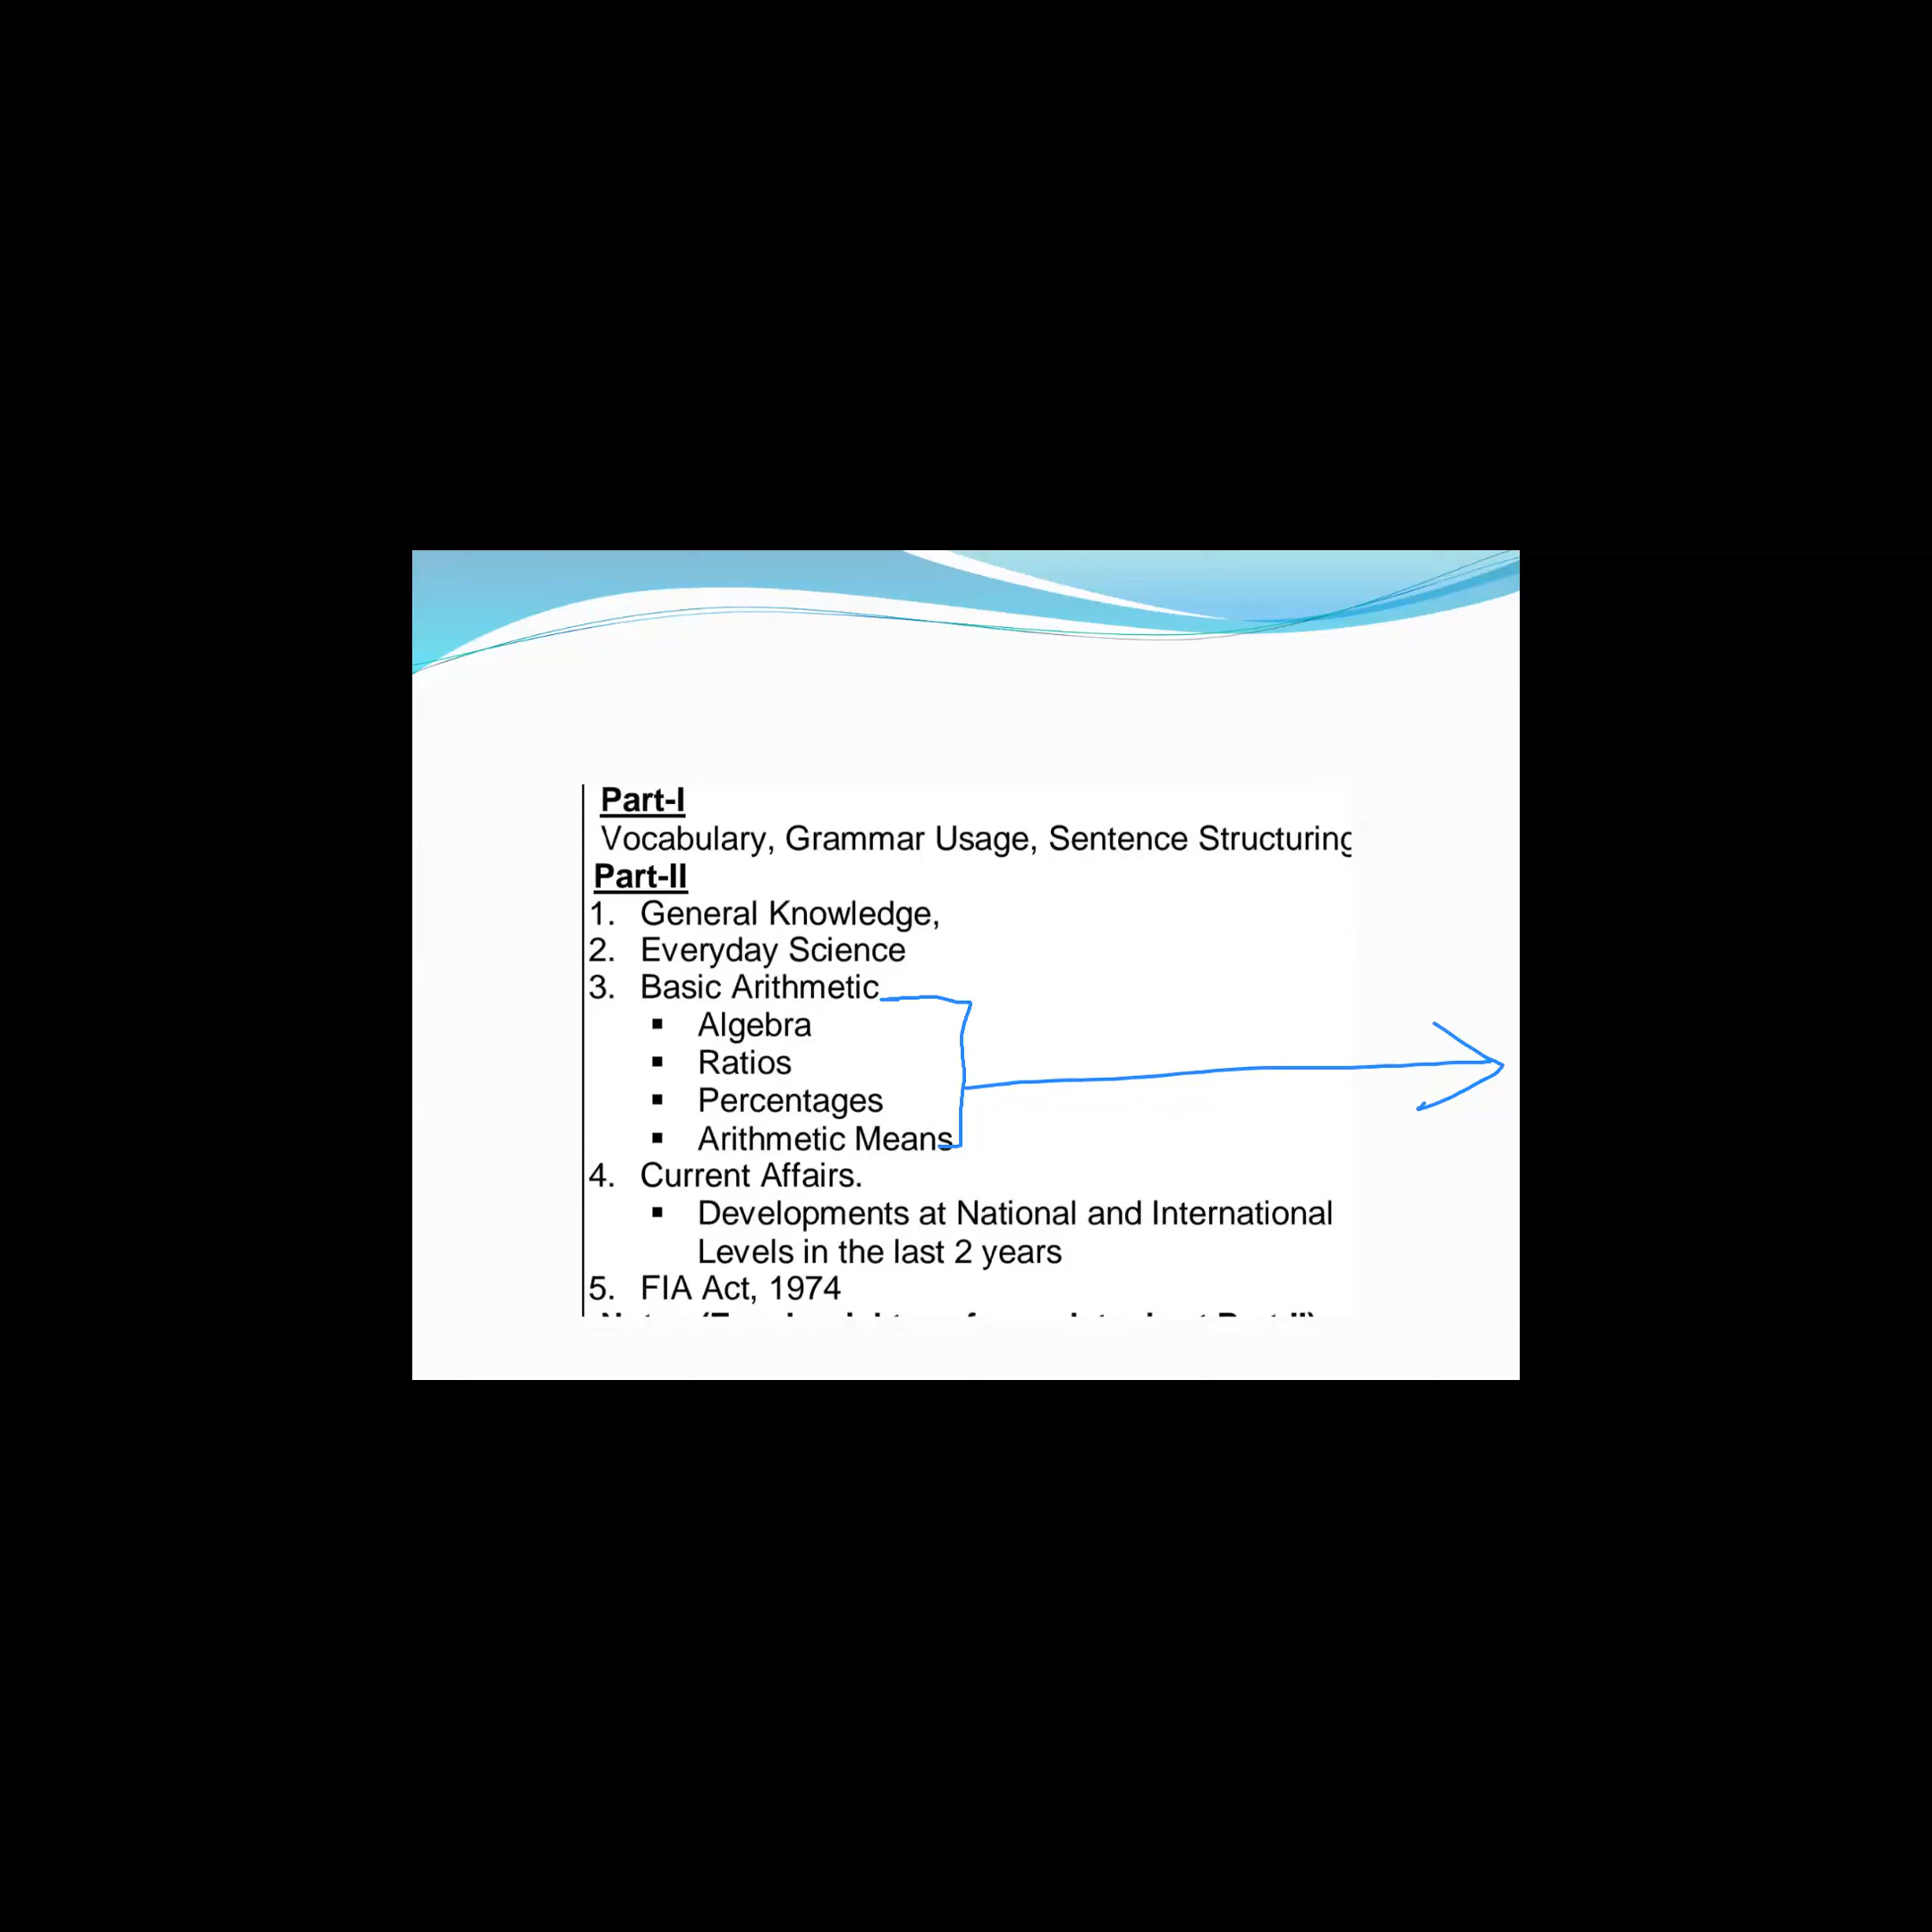 Part-I
Vocabulary, Grammar Usage, Sentence Structuring
Part-II
1. General Knowledge,
2. Everyday Science
3. Basic Arithmetic
▪ Algebra
▪ Ratios
▪ Percentages
▪ Arithmetic Means
4. Current Affairs.
▪ Developments at National and International
Levels in the last 2 years
5. FIA Act, 1974